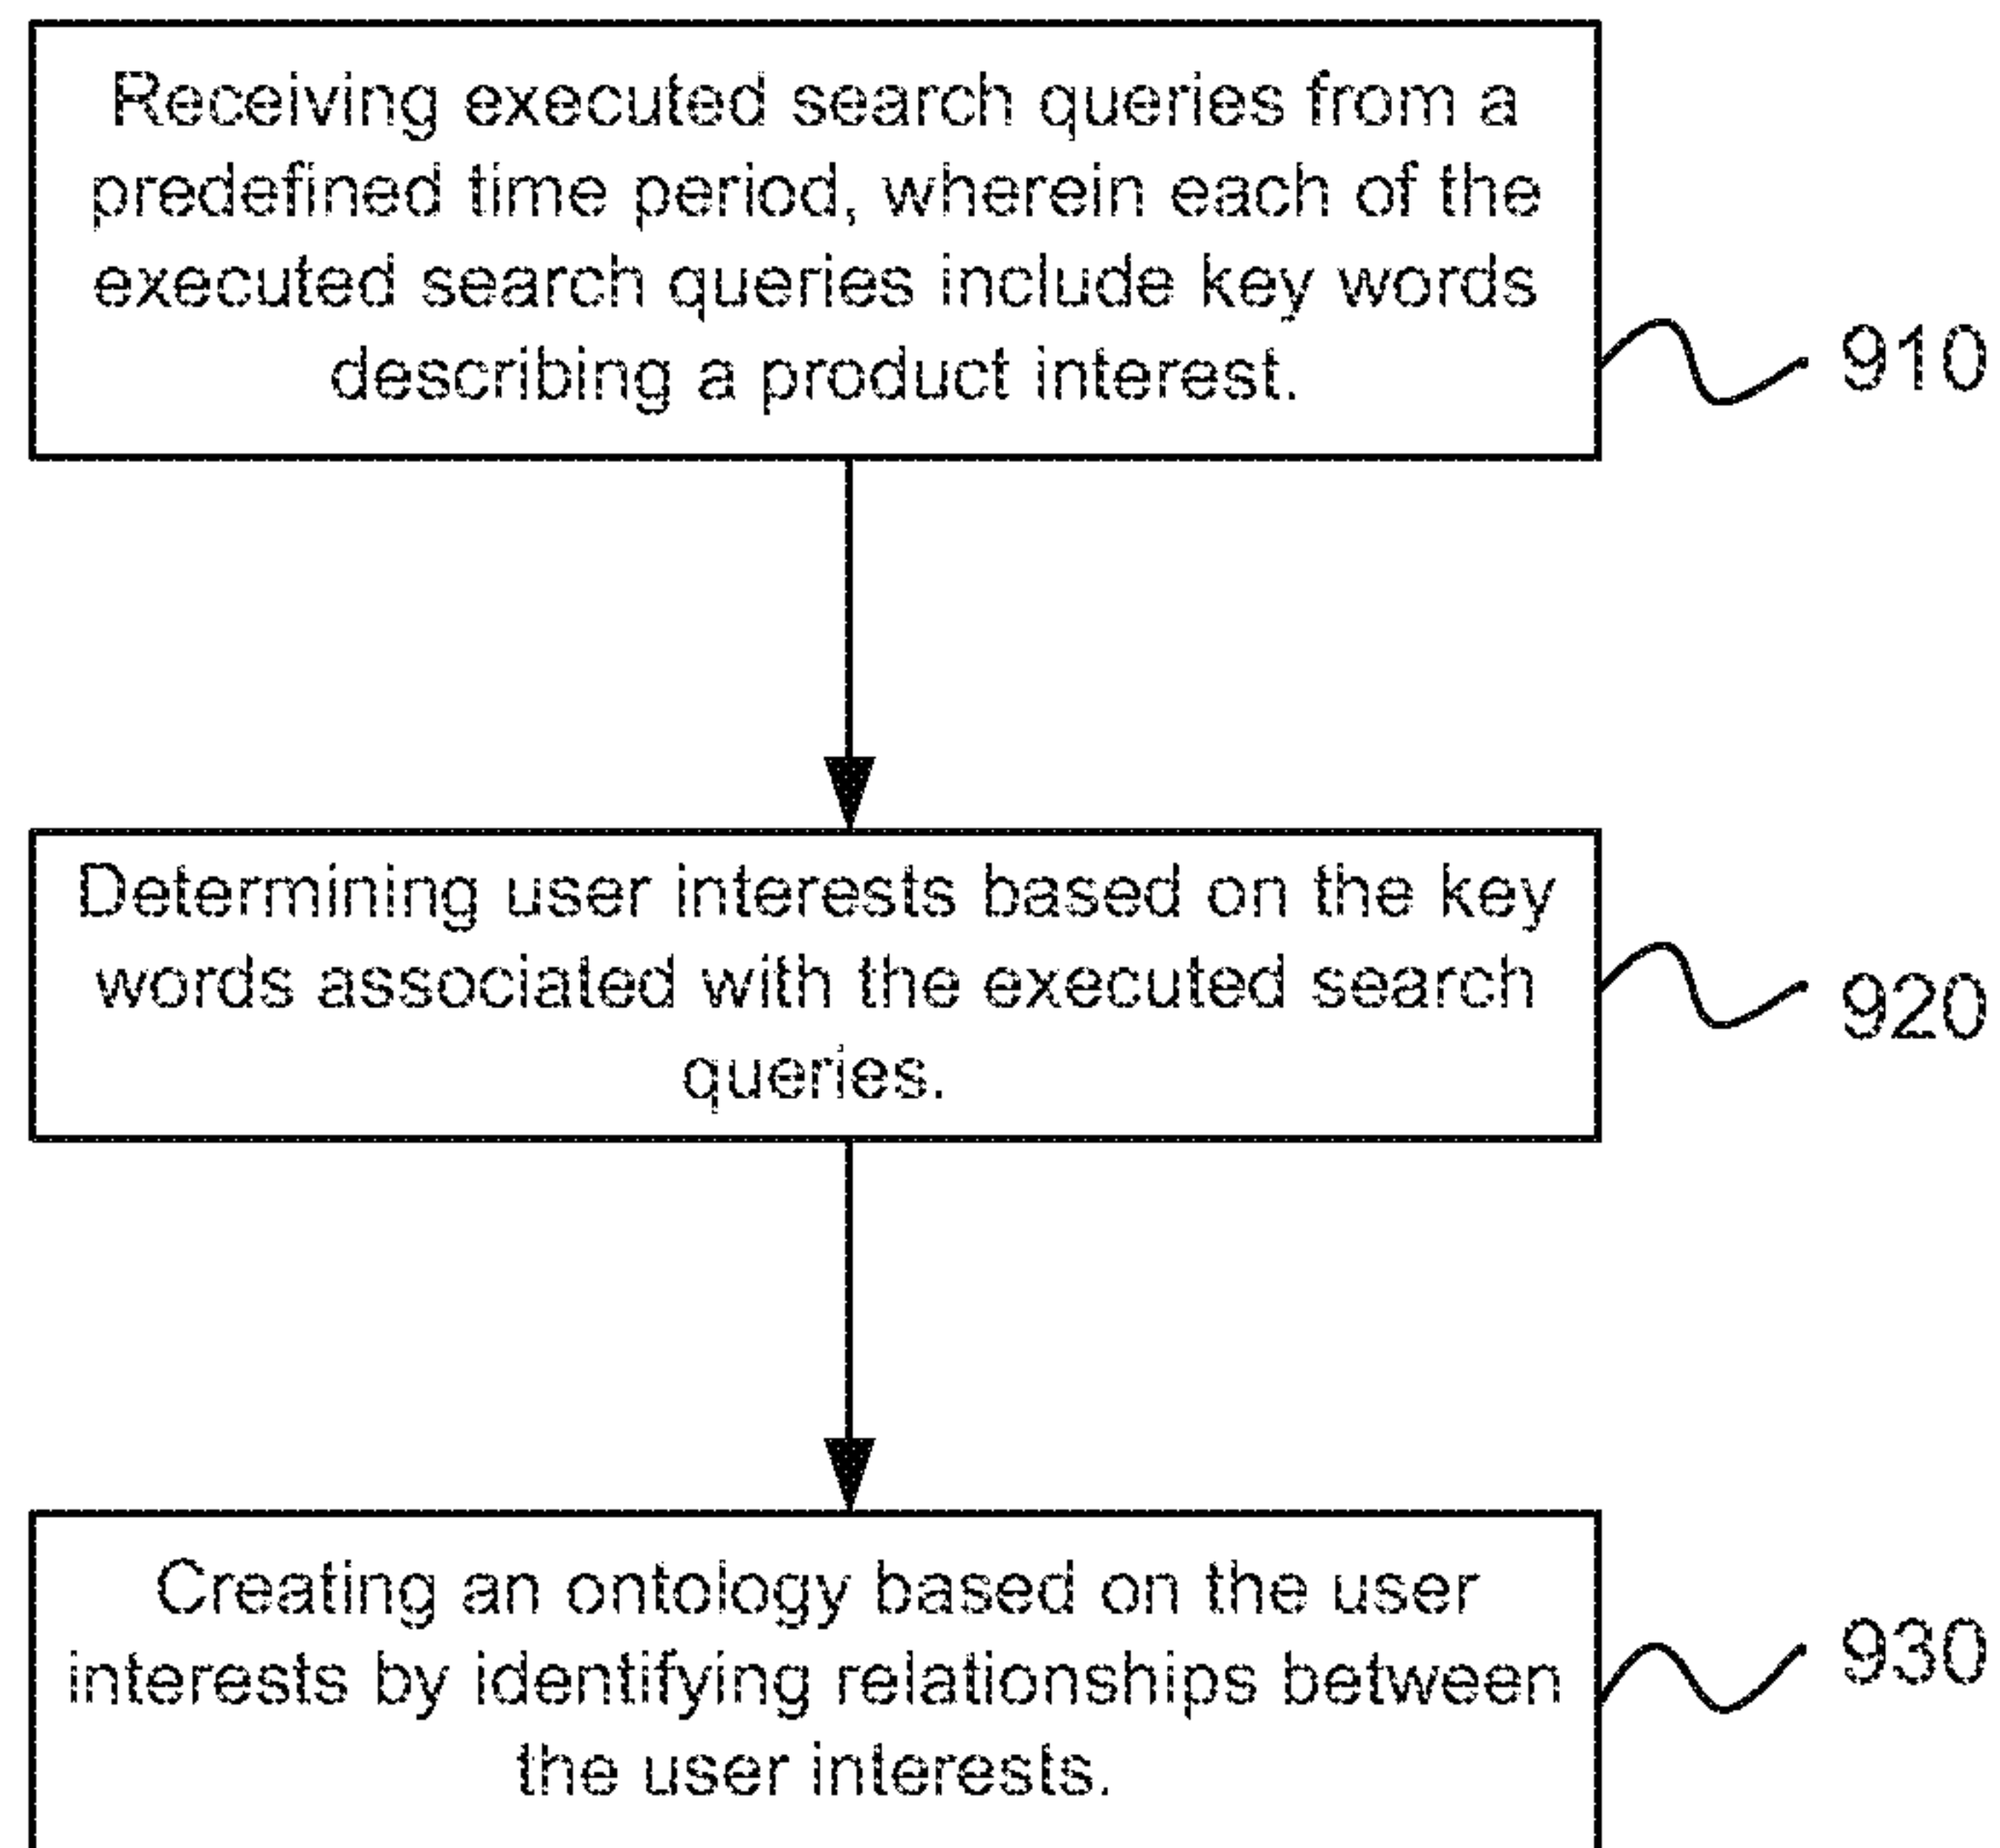 Receiving executed search queries from a
predefined time period, wherein each of the
executed search queries include key words
describing a product interest.
910
Determining user interests based on the key
words associated with the executed search
queries.
920
Creating an ontology based on the user
interests by identifying relationships between
the user interests.
930